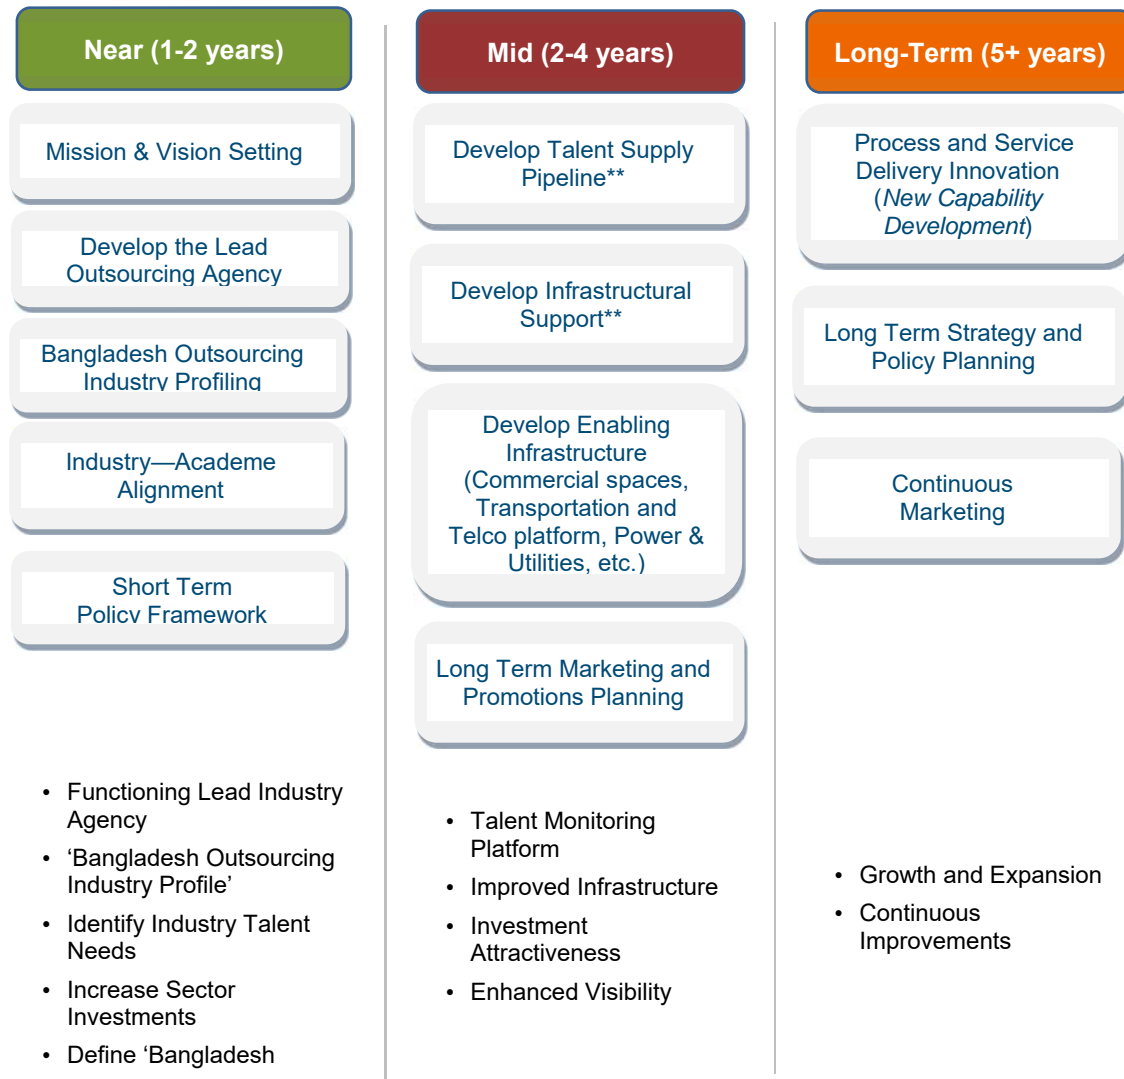 Near (1-2 years)
Mission & Vision Setting
Develop the Lead
Outsourcing Agency
Bangladesh Outsourcing
Industry Profiling
Industry—Academe
Alignment
Short Term
Policy Framework
• Functioning Lead Industry
Agency
• ‘Bangladesh Outsourcing
Industry Profile’
• Identify Industry Talent
Needs
• Increase Sector
Investments
• Define ‘Bangladesh
Mid (2-4 years)
Develop Talent Supply
Pipeline**
Develop Infrastructural
Support**
Develop Enabling
Infrastructure
(Commercial spaces,
Transportation and
Telco platform, Power &
Utilities, etc.)
Long Term Marketing and
Promotions Planning
• Talent Monitoring
Platform
• Improved Infrastructure
• Investment
Attractiveness
• Enhanced Visibility
Long-Term (5+ years)
Process and Service
Delivery Innovation
(New Capability
Development)
Long Term Strategy and
Policy Planning
Continuous
Marketing
• Growth and Expansion
• Continuous
Improvements